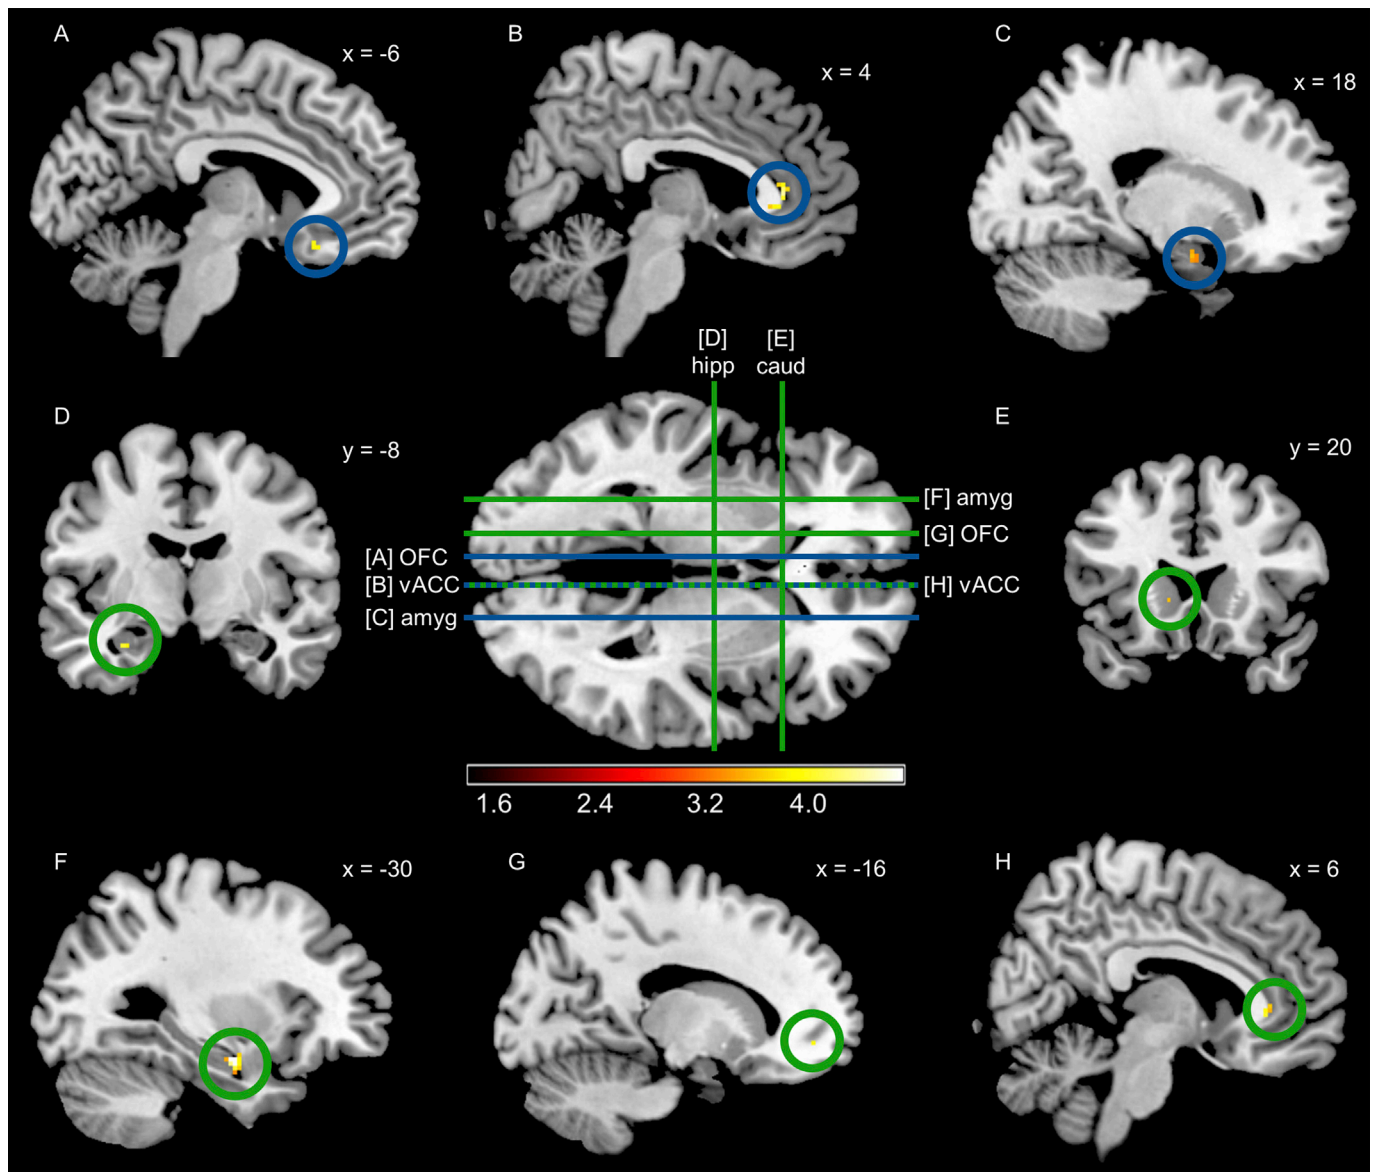 A
x = -6
B
x = 4
C
x = 18
[D]
hipp
[E]
caud
D
y = -8
E
y = 20
[F] amyg
[G] OFC
[A] OFC
[B] vACC
[H] vACC
[C] amyg
1.6 2.4 3.2 4.0
F
x = -30
G
x = -16
H
x = 6